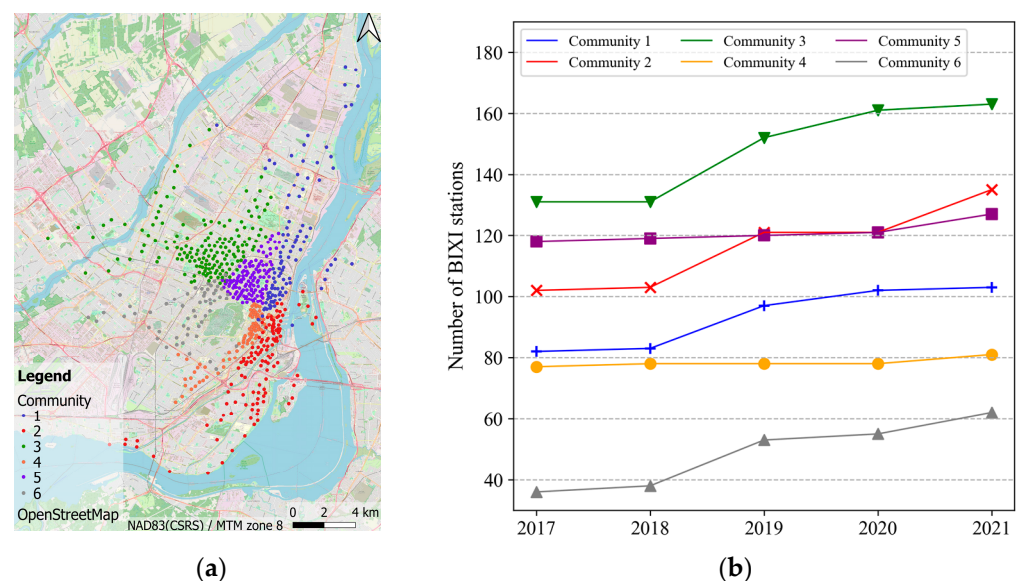 Legend
Community
1
2
3
4
5
6
OpenStreetMap
NAD83(CSRS) / MTM zone 8
0 2 4 km
(a)
Number of BIXI stations
180
160
140
120
100
80
60
40
Community 1 Community 3 Community 5
Community 2 Community 4 Community 6
2017 2018 2019 2020 2021
(b)